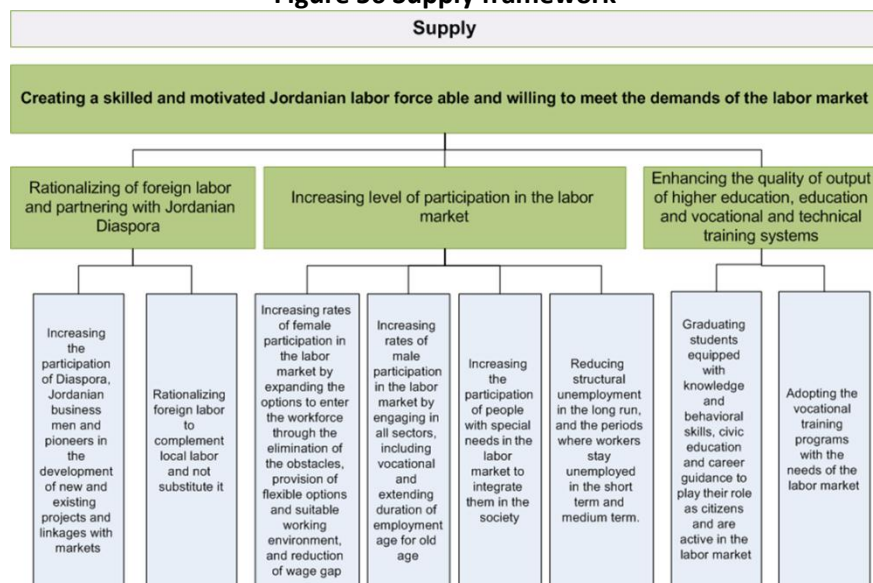 Figure 30 Supply framework
Supply
Creating a skilled and motivated Jordanian labor force able and willing to meet the demands of the labor market
Rationalizing of foreign labor
and partnering with Jordanian
Diaspora
Increasing level of participation in the labor
market
Enhancing the quality of output
of higher education, education
and vocational and technical
training systems
Increasing
the
participation
of Diaspora,
Jordanian
business
men and
pioneers in
the
development
of new and
existing
projects and
linkages with
markets
Rationalizing
foreign labor
to
complement
local labor
and not
substitute it
Increasing rates
of female
participation in
the labor
market by
expanding the
options to enter
the workforce
through the
elimination of
the obstacles,
provision of
flexible options
and suitable
working
environment,
and reduction
of wage gap
Increasing
rates of
male
participation
in the labor
market by
engaging in
all sectors,
including
vocational
and
extending
duration of
employment
age for old
age
Increasing
the
participation
of people
with special
needs in the
labor
market to
integrate
them in the
society
Reducing
structural
unemployment
in the long run,
and the periods
where workers
stay
unemployed
in the short
term and
medium term.
Graduating
students
equipped
with
knowledge
and
behavioral
skills, civic
education
and career
guidance to
play their role
as citizens
and are
active in the
labor market
Adopting the
vocational
training
programs
with the
needs of the
labor market